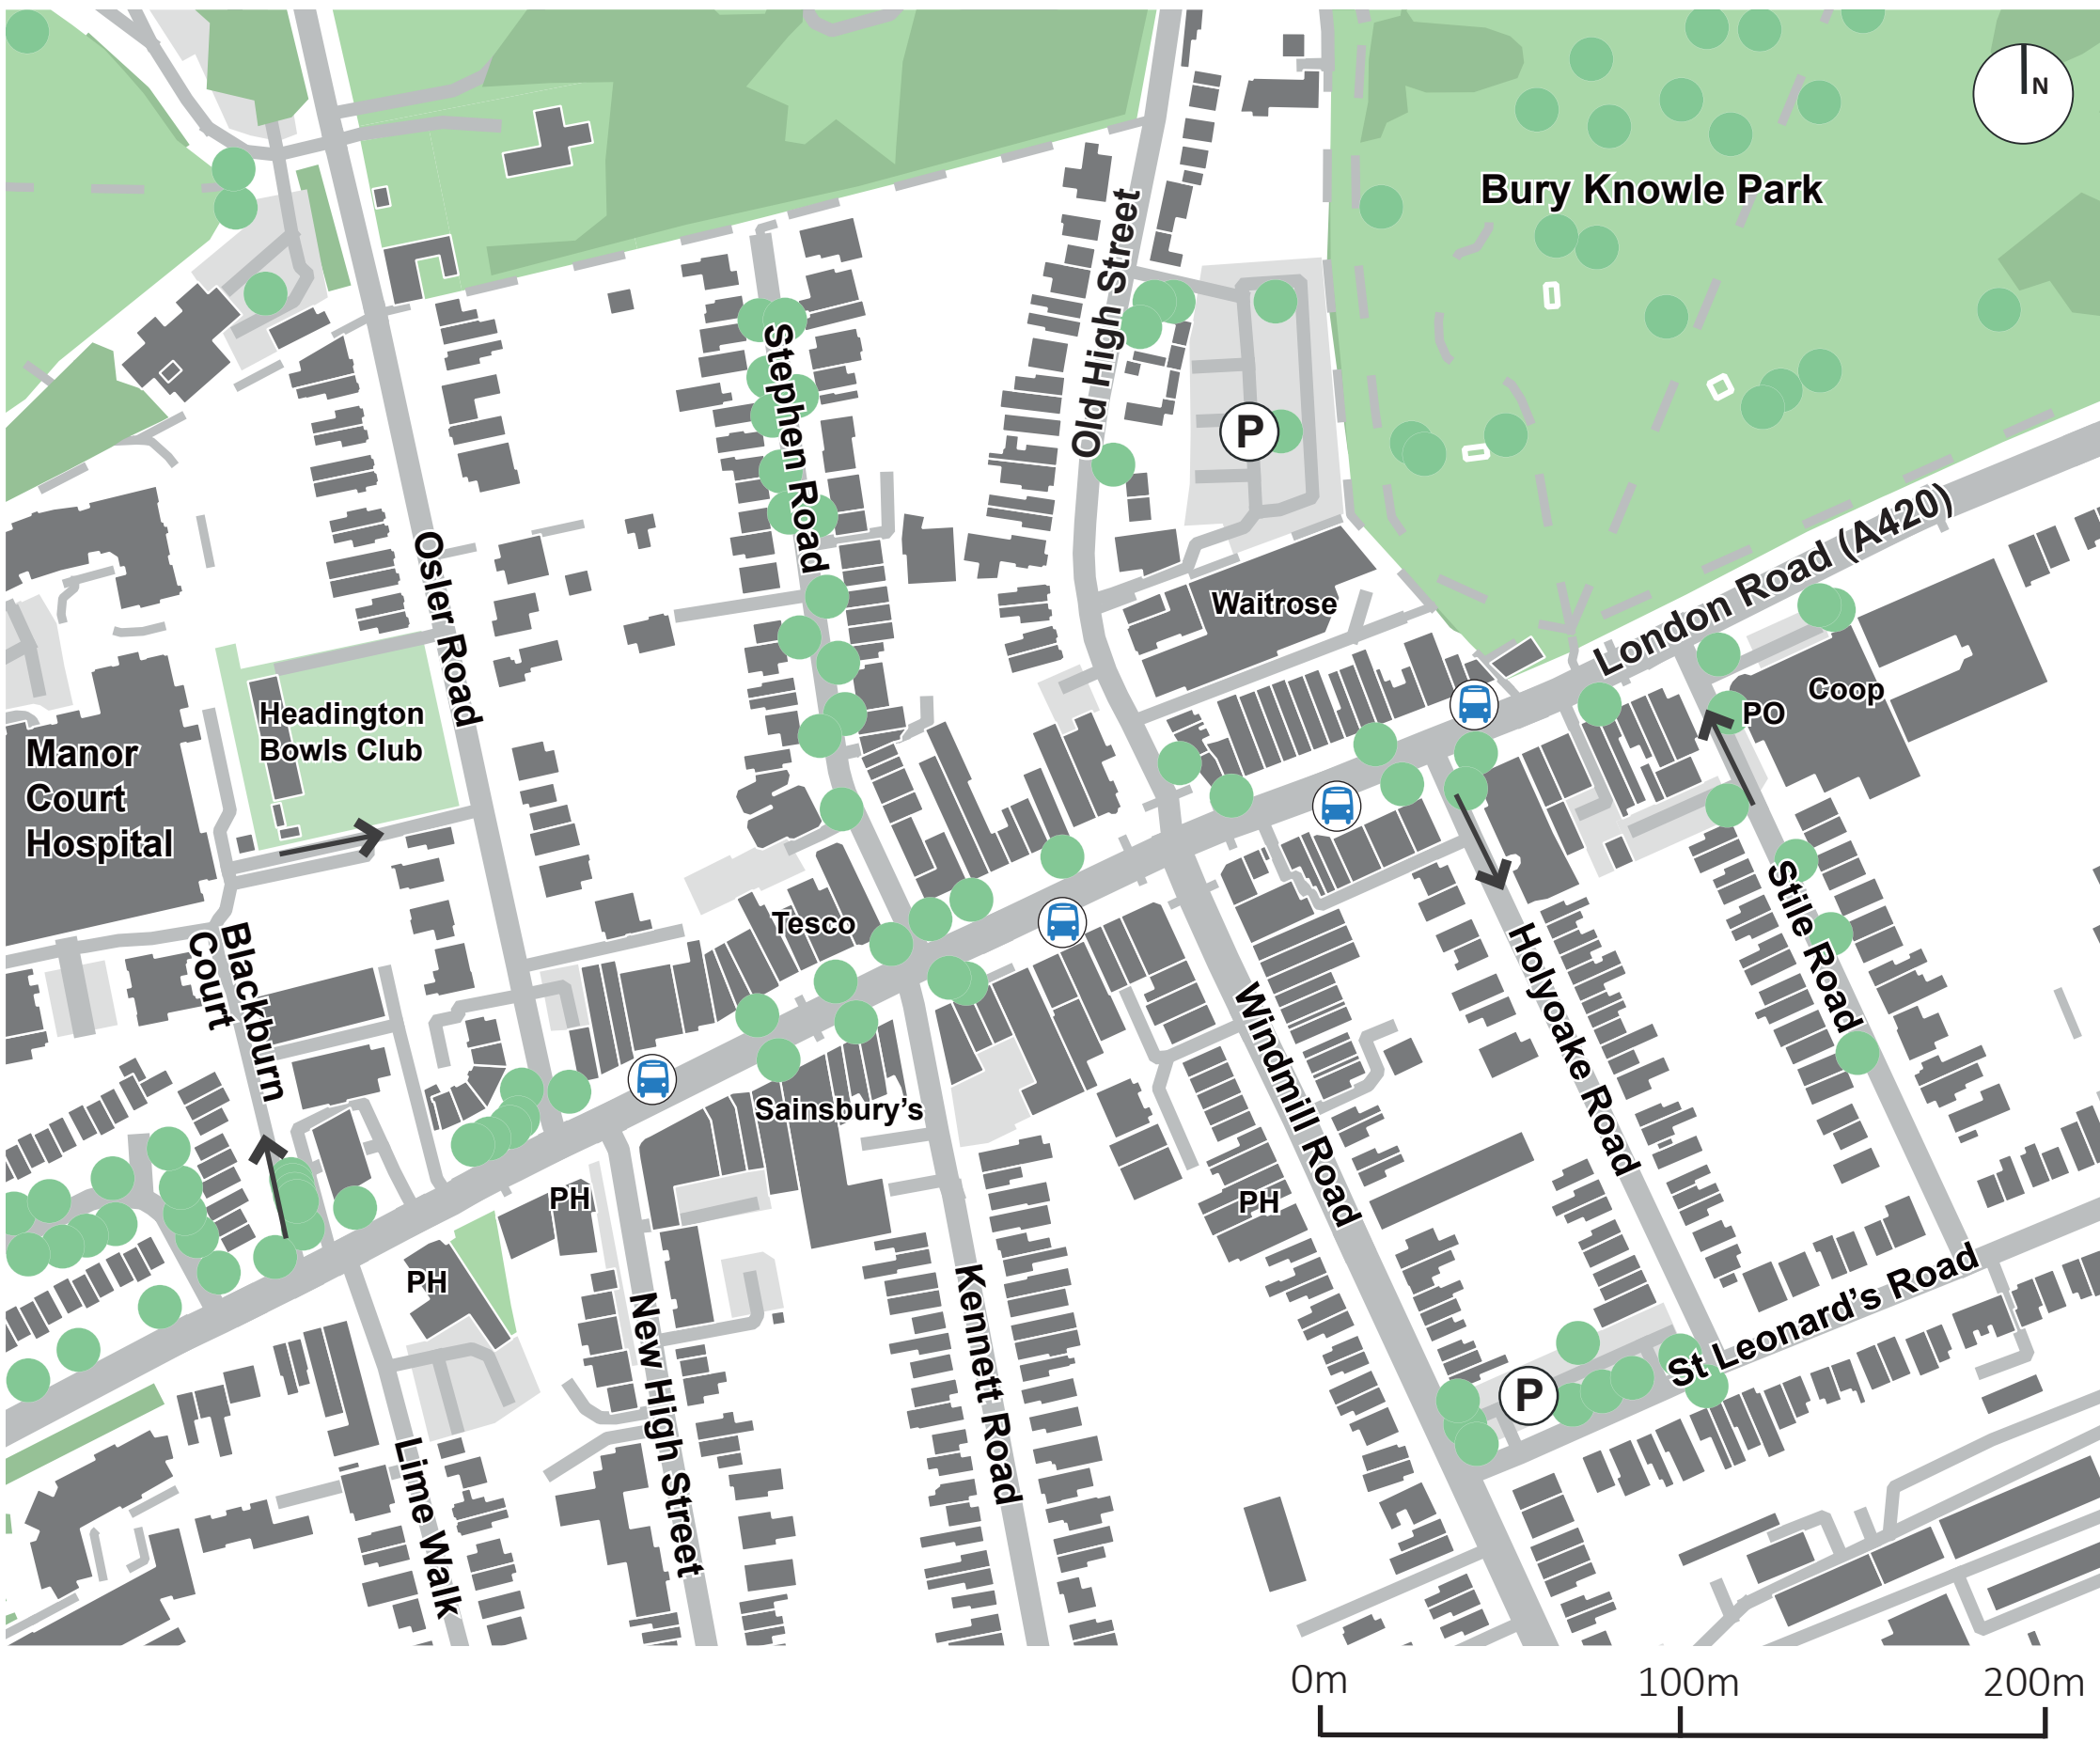 N
Bury Knowle Park
Old High Street
Stephen Road
P
London Road (A420)
Osler Road
Waitrose
Coop
PO
Headington
Bowls Club
Manor
Court
Hospital
Tesco
Stile Road
Blackburn
Court
Holyoake Road
Windmill Road
Sainsbury’s
PH
PH
PH
Kennett Road
New High Street
St Leonard’s Road
P
Lime Walk
0m
100m
200m